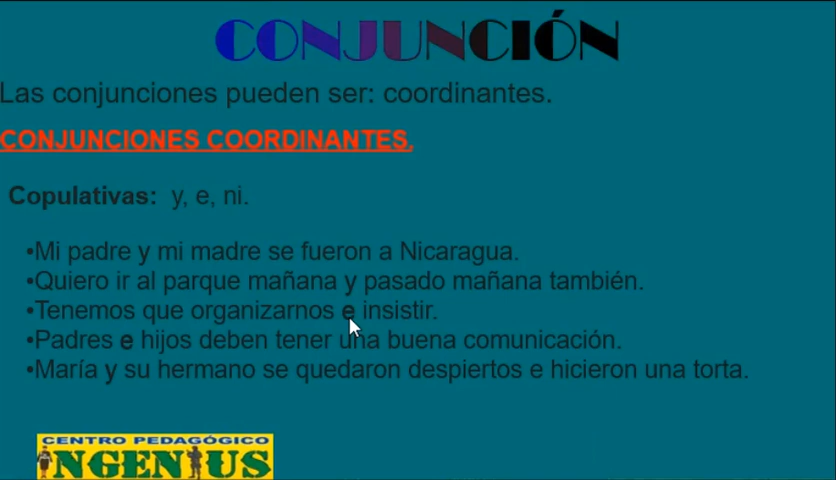 CONJUNCIÓN
Las conjunciones pueden ser: coordinantes.
CONJUNCIONES COORDINANTES.
Copulativas: y, e, ni.
•Mi padre y mi madre se fueron a Nicaragua.
•Quiero ir al parque mañana y pasado mañana también.
•Tenemos que organizarnos e insistir.
•Padres e hijos deben tener una buena comunicación.
•María y su hermano se quedaron despiertos e hicieron una torta.
CENTRO PEDAGÓGICO
INGENIUS